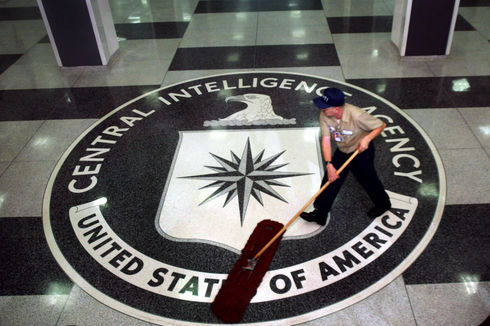 CENTRAL INTELLIGENCE AGENCY
UNITED STATES OF AMERICA